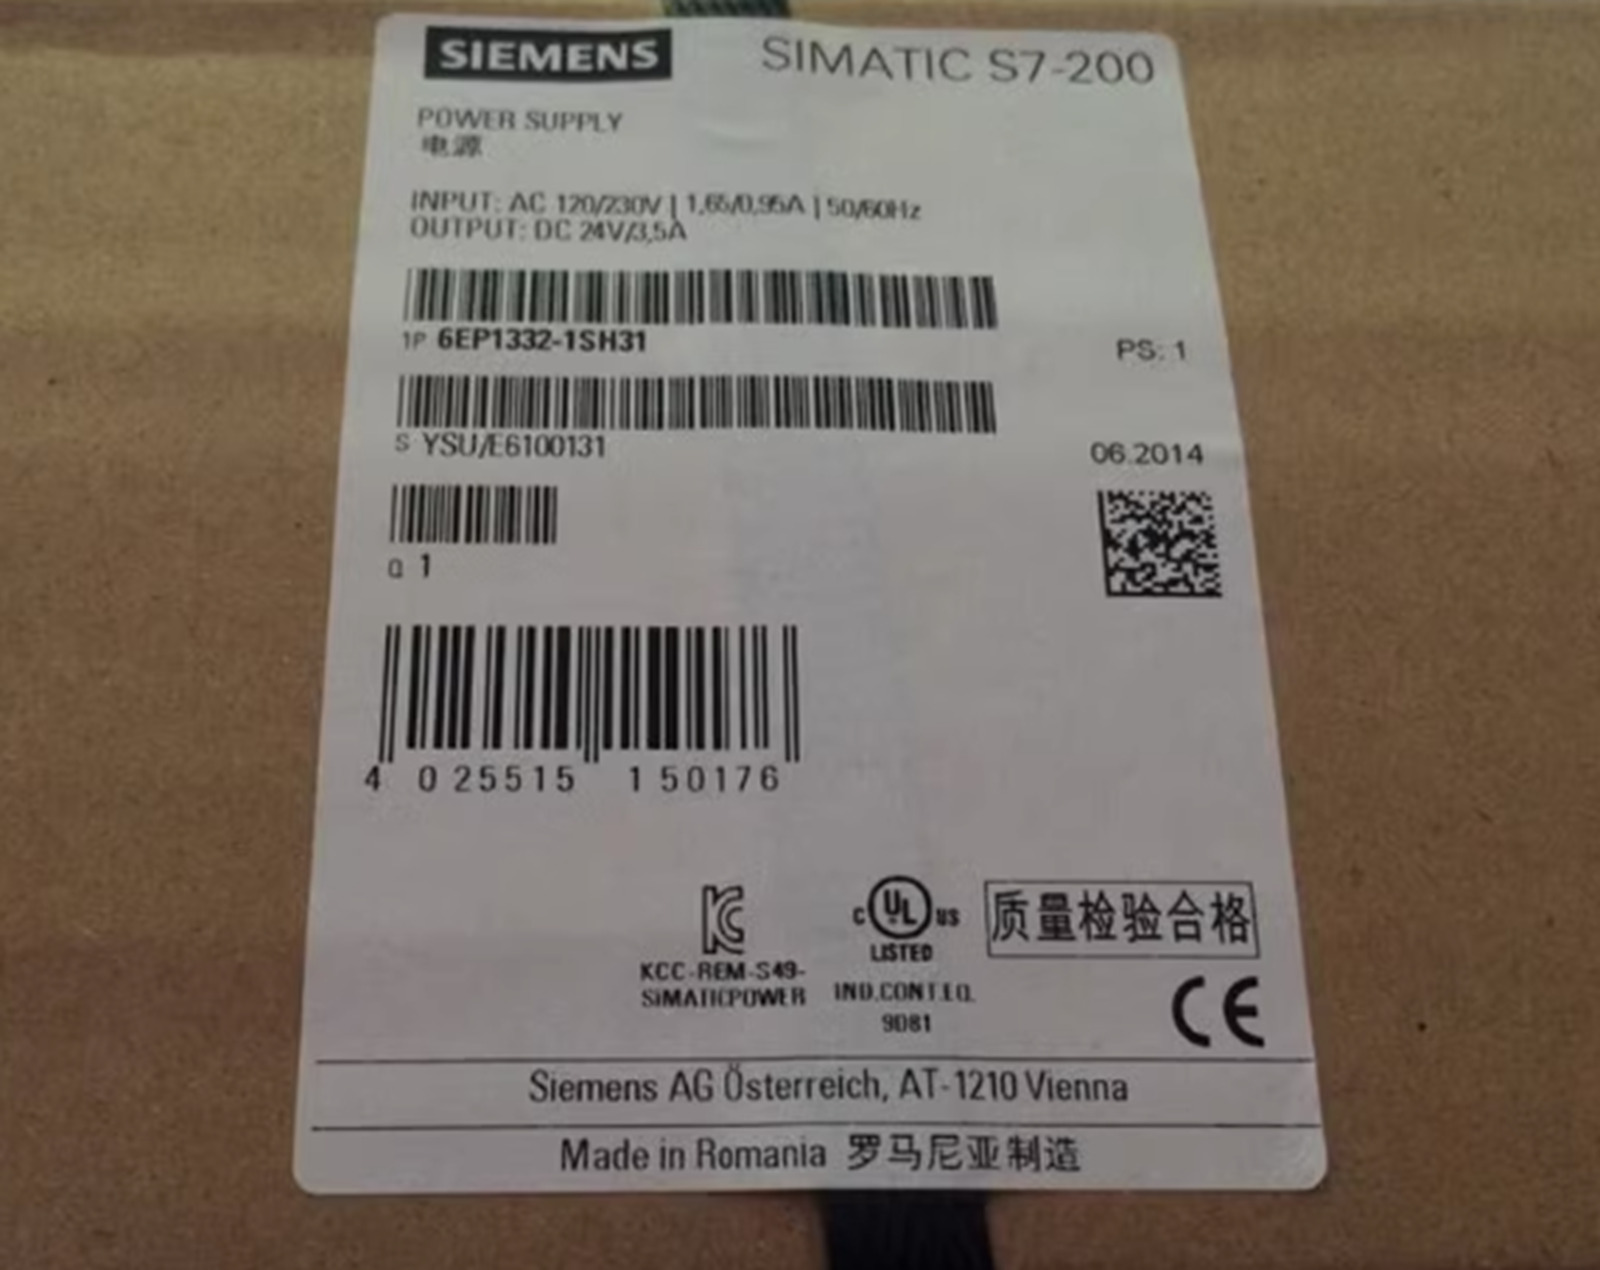 SIEMENS SIMATIC S7-200
POWER SUPPLY
电源
INPUT: AC 120/230V | 1,65/0,95A | 50/60Hz
OUTPUT: DC 24V/3,5A
1P 6EP1332-1SH31
PS: 1
S YSU/E6100131
06.2014
Q 1
4 025515 150176
KCC-REM-S49-
SIMATICPOWER
C UL US
LISTED
IND.CONT.EQ.
9D81
质量检验合格
CE
Siemens AG Österreich, AT-1210 Vienna
Made in Romania 罗马尼亚制造